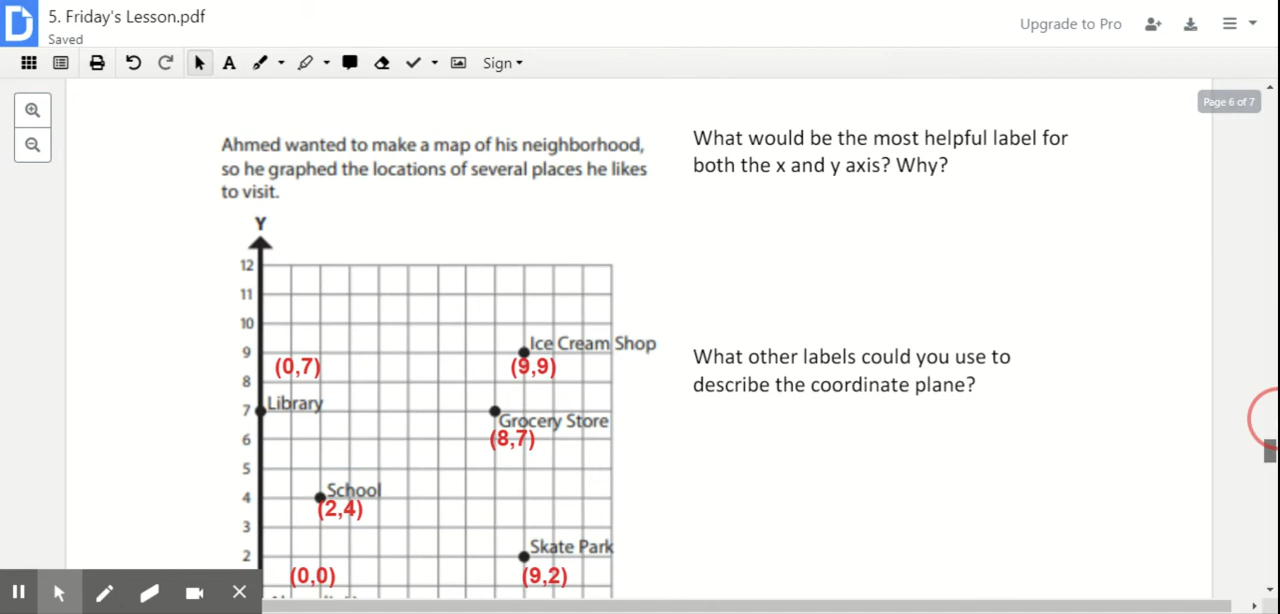 5. Friday's Lesson.pdf
Saved
Upgrade to Pro
A
Sign
Page 6 of 7
Ahmed wanted to make a map of his neighborhood,
so he graphed the locations of several places he likes
to visit.
What would be the most helpful label for
both the x and y axis? Why?
What other labels could you use to
describe the coordinate plane?
Y
12
11
10
9
8
7
6
5
4
3
2
Ice Cream Shop
(9,9)
(0,7)
Library
Grocery Store
(8,7)
School
(2,4)
Skate Park
(9,2)
(0,0)